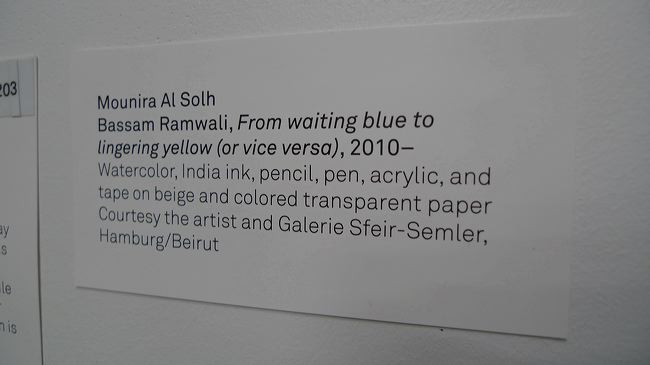 203
Mounira Al Solh
Bassam Ramwali, From waiting blue to
lingering yellow (or vice versa), 2010–
Watercolor, India ink, pencil, pen, acrylic, and
tape on beige and colored transparent paper
Courtesy the artist and Galerie Sfeir-Semler,
Hamburg/Beirut